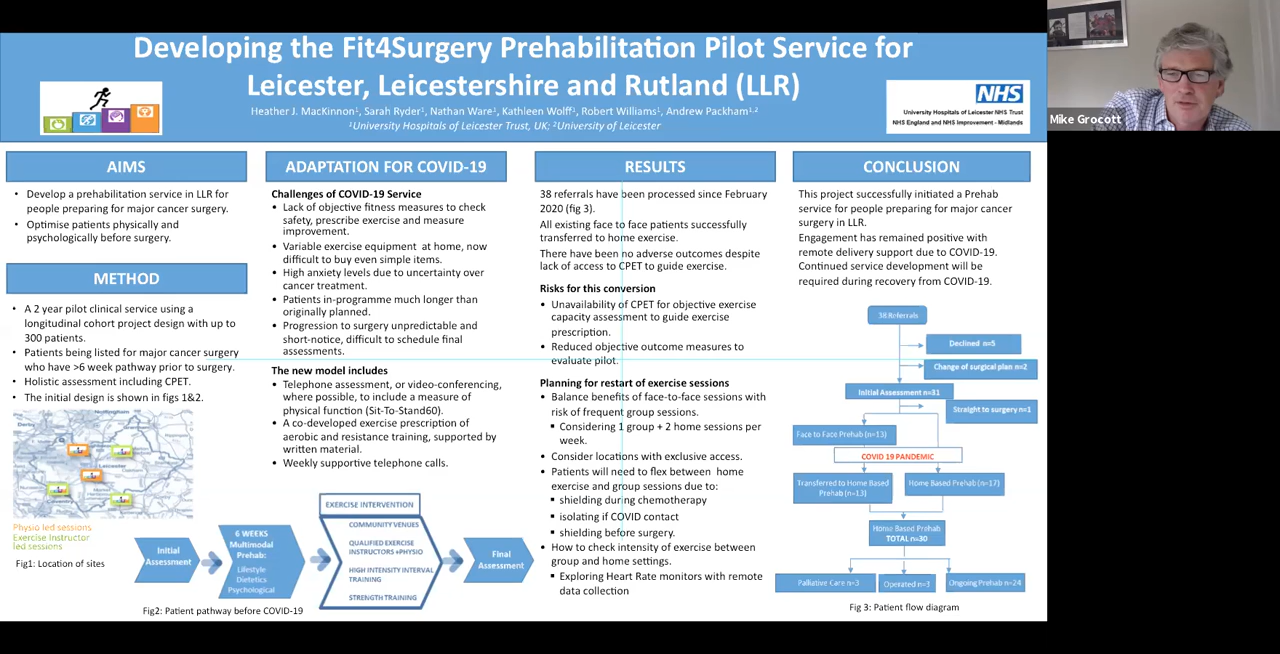 Developing the Fit4Surgery Prehabilitation Pilot Service for
Leicester, Leicestershire and Rutland (LLR)
Heather J. MacKinnon¹, Sarah Ryder¹, Nathan Ware¹, Kathleen Wolff¹, Robert Williams¹, Andrew Packham¹·²
¹University Hospitals of Leicester Trust, UK; ²University of Leicester
NHS
University Hospitals of Leicester NHS Trust
NHS England and NHS Improvement - Midlands
Mike Grocott
AIMS
• Develop a prehabilitation service in LLR for
people preparing for major cancer surgery.
• Optimise patients physically and
psychologically before surgery.
METHOD
• A 2 year pilot clinical service using a
longitudinal cohort project design with up to
300 patients.
• Patients being listed for major cancer surgery
who have >6 week pathway prior to surgery.
• Holistic assessment including CPET.
• The initial design is shown in figs 1&2.
Physio led sessions
Exercise Instructor
led sessions
Fig1: Location of sites
ADAPTATION FOR COVID-19
Challenges of COVID-19 Service
• Lack of objective fitness measures to check
safety, prescribe exercise and measure
improvement.
• Variable exercise equipment at home, now
difficult to buy even simple items.
• High anxiety levels due to uncertainty over
cancer treatment.
• Patients in-programme much longer than
originally planned.
• Progression to surgery unpredictable and
short-notice, difficult to schedule final
assessments.
The new model includes
• Telephone assessment, or video-conferencing,
where possible, to include a measure of
physical function (Sit-To-Stand60).
• A co-developed exercise prescription of
aerobic and resistance training, supported by
written material.
• Weekly supportive telephone calls.
Initial
Assessment
6 WEEKS
Multimodal
Prehab:
Lifestyle
Dietetics
Psychological
EXERCISE INTERVENTION
COMMUNITY VENUES
QUALIFIED EXERCISE
INSTRUCTORS +PHYSIO
HIGH INTENSITY INTERVAL
TRAINING
STRENGTH TRAINING
Final
Assessment
Fig2: Patient pathway before COVID-19
RESULTS
38 referrals have been processed since February
2020 (fig 3).
All existing face to face patients successfully
transferred to home exercise.
There have been no adverse outcomes despite
lack of access to CPET to guide exercise.
Risks for this conversion
• Unavailability of CPET for objective exercise
capacity assessment to guide exercise
prescription.
• Reduced objective outcome measures to
evaluate pilot.
Planning for restart of exercise sessions
• Balance benefits of face-to-face sessions with
risk of frequent group sessions.
▪ Considering 1 group + 2 home sessions per
week.
• Consider locations with exclusive access.
• Patients will need to flex between home
exercise and group sessions due to:
▪ shielding during chemotherapy
▪ isolating if COVID contact
▪ shielding before surgery.
• How to check intensity of exercise between
group and home settings.
▪ Exploring Heart Rate monitors with remote
data collection
CONCLUSION
This project successfully initiated a Prehab
service for people preparing for major cancer
surgery in LLR.
Engagement has remained positive with
remote delivery support due to COVID-19.
Continued service development will be
required during recovery from COVID-19.
38 Referrals
Declined n=5
Change of surgical plan n=2
Initial Assessment n=31
Straight to surgery n=1
Face to Face Prehab (n=13)
COVID 19 PANDEMIC
Transferred to Home Based
Prehab (n=13)
Home Based Prehab (n=17)
Home Based Prehab
TOTAL n=30
Palliative Care n=3
Operated n=3
Ongoing Prehab n=24
Fig 3: Patient flow diagram